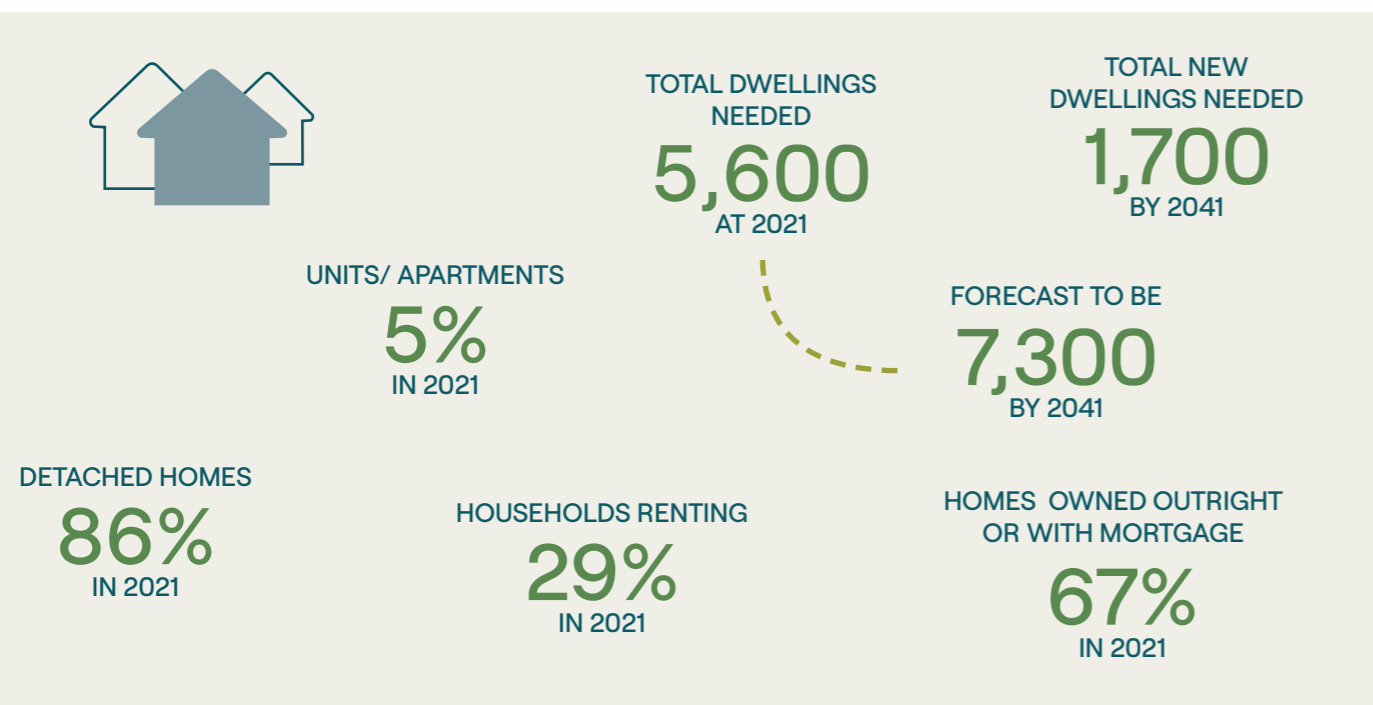 TOTAL DWELLINGS
NEEDED
5,600
AT 2021
TOTAL NEW
DWELLINGS NEEDED
1,700
BY 2041
UNITS/ APARTMENTS
5%
IN 2021
FORECAST TO BE
7,300
BY 2041
DETACHED HOMES
86%
IN 2021
HOUSEHOLDS RENTING
29%
IN 2021
HOMES OWNED OUTRIGHT
OR WITH MORTGAGE
67%
IN 2021